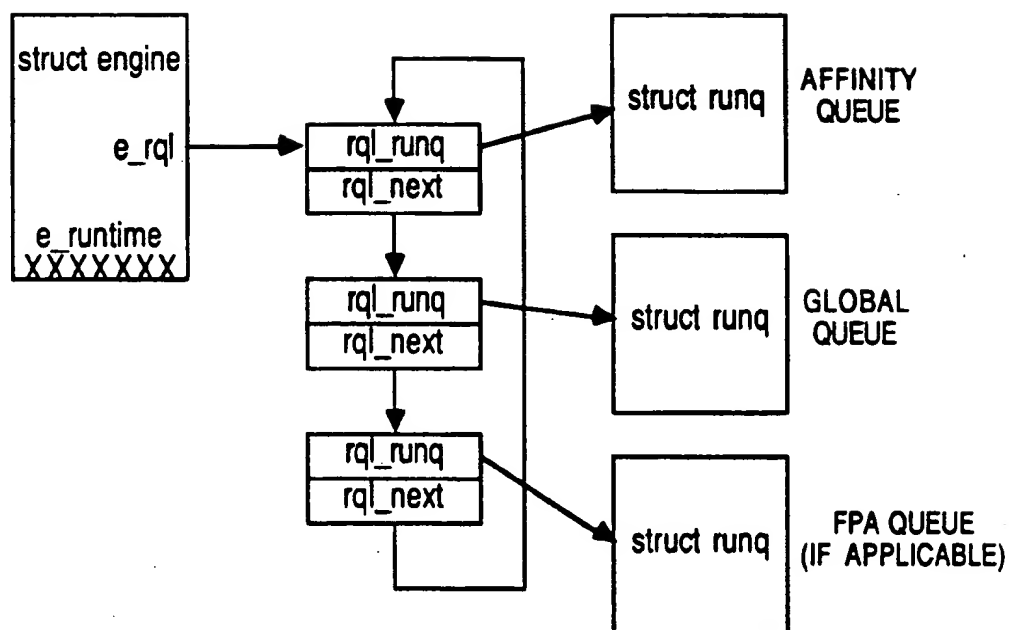 struct engine
e_rql
e_runtime
XXXXXXX
rql_runq
rql_next
rql_runq
rql_next
rql_runq
rql_next
struct runq
AFFINITY
QUEUE
struct runq
GLOBAL
QUEUE
struct runq
FPA QUEUE
(IF APPLICABLE)